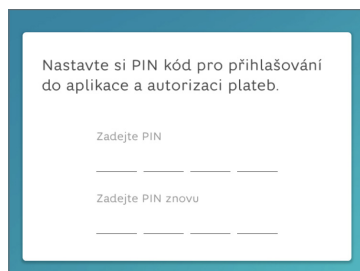 Nastavte si PIN kód pro přihlašování
do aplikace a autorizaci plateb.
Zadejte PIN
Zadejte PIN znovu